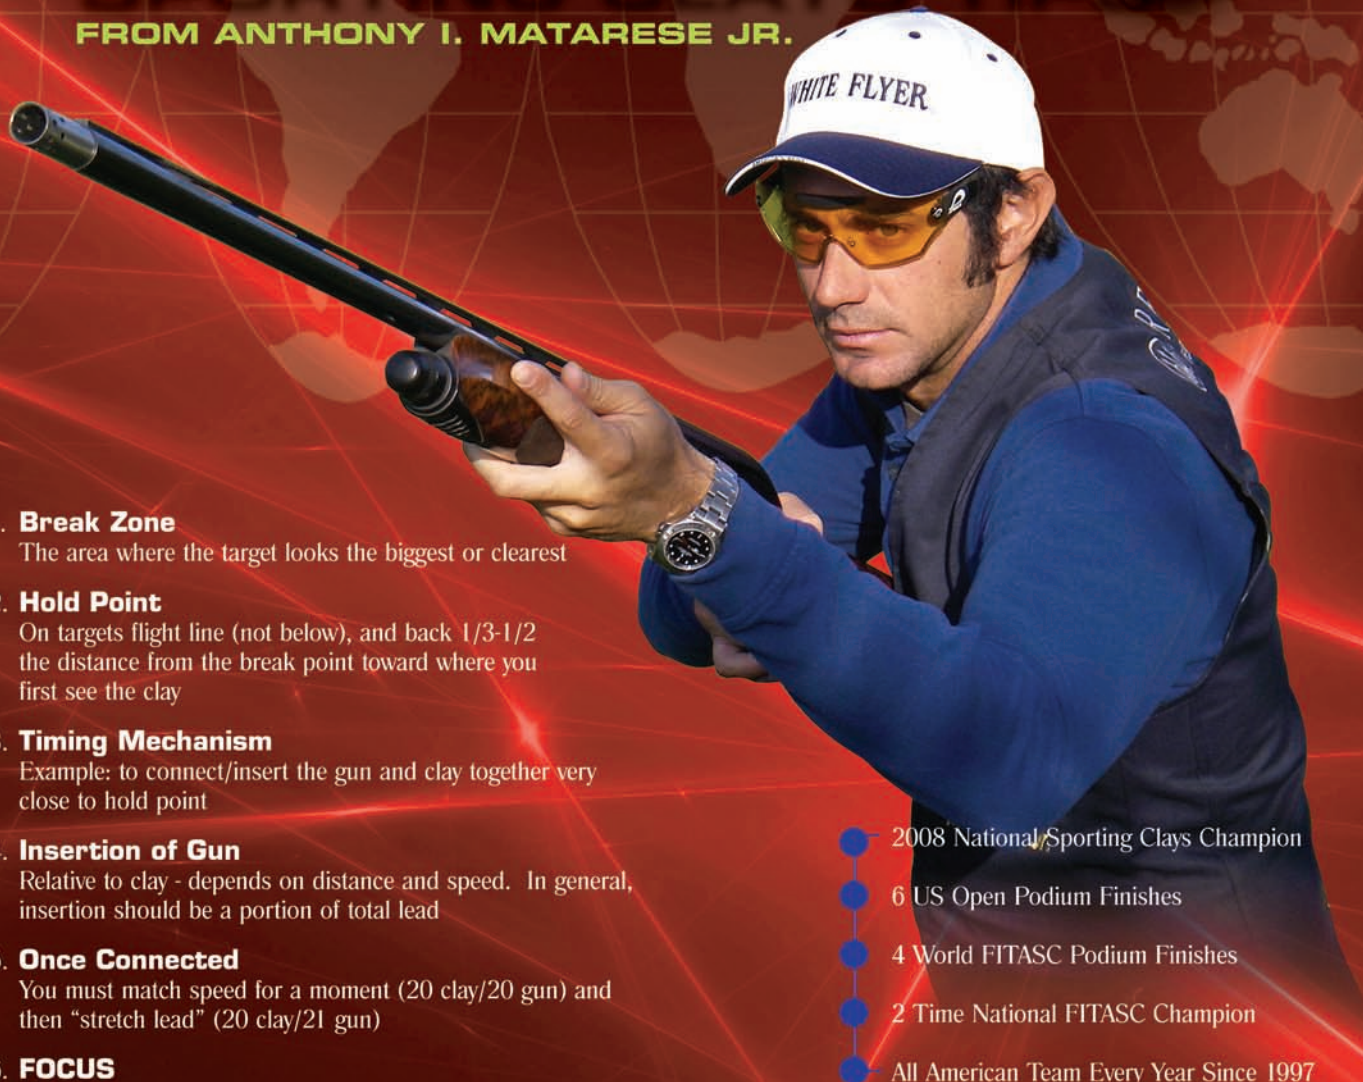 FROM ANTHONY I. MATARESE JR.
WHITE FLYER
. Break Zone
The area where the target looks the biggest or clearest
. Hold Point
On targets flight line (not below), and back 1/3-1/2
the distance from the break point toward where you
first see the clay
. Timing Mechanism
Example: to connect/insert the gun and clay together very
close to hold point
. Insertion of Gun
Relative to clay - depends on distance and speed. In general,
insertion should be a portion of total lead
. Once Connected
You must match speed for a moment (20 clay/20 gun) and
then “stretch lead” (20 clay/21 gun)
. FOCUS
2008 National Sporting Clays Champion
6 US Open Podium Finishes
4 World FITASC Podium Finishes
2 Time National FITASC Champion
All American Team Every Year Since 1997